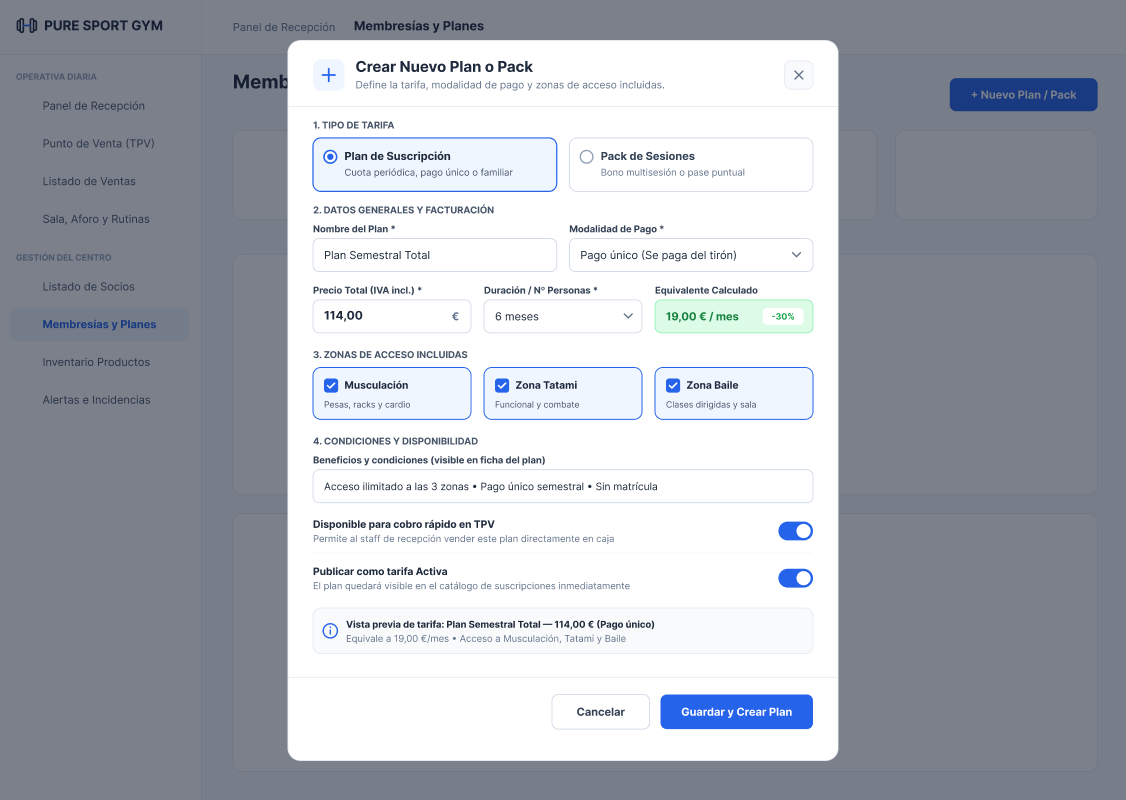 PURE SPORT GYM
Panel de Recepción
Membresías y Planes
OPERATIVA DIARIA
Panel de Recepción
Punto de Venta (TPV)
Listado de Ventas
Sala, Aforo y Rutinas
GESTIÓN DEL CENTRO
Listado de Socios
Membresías y Planes
Inventario Productos
Alertas e Incidencias
Memb
+ Nuevo Plan / Pack
Crear Nuevo Plan o Pack
Define la tarifa, modalidad de pago y zonas de acceso incluidas.
1. TIPO DE TARIFA
Plan de Suscripción
Cuota periódica, pago único o familiar
Pack de Sesiones
Bono multisesión o pase puntual
2. DATOS GENERALES Y FACTURACIÓN
Nombre del Plan *
Modalidad de Pago *
Plan Semestral Total
Pago único (Se paga del tirón)
Precio Total (IVA incl.) *
Duración / Nº Personas *
Equivalente Calculado
114,00 €
6 meses
19,00 € / mes -30%
3. ZONAS DE ACCESO INCLUIDAS
Musculación
Pesas, racks y cardio
Zona Tatami
Funcional y combate
Zona Baile
Clases dirigidas y sala
4. CONDICIONES Y DISPONIBILIDAD
Beneficios y condiciones (visible en ficha del plan)
Acceso ilimitado a las 3 zonas • Pago único semestral • Sin matrícula
Disponible para cobro rápido en TPV
Permite al staff de recepción vender este plan directamente en caja
Publicar como tarifa Activa
El plan quedará visible en el catálogo de suscripciones inmediatamente
Vista previa de tarifa: Plan Semestral Total — 114,00 € (Pago único)
Equivale a 19,00 €/mes • Acceso a Musculación, Tatami y Baile
Cancelar
Guardar y Crear Plan